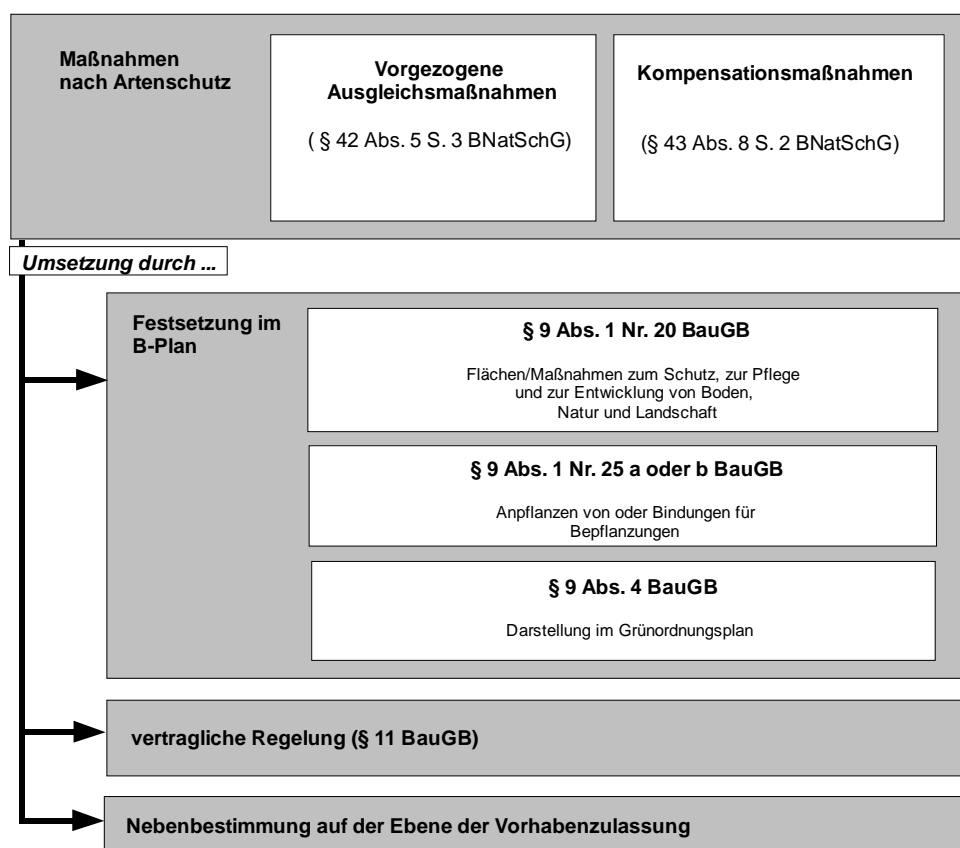 Maßnahmen
nach Artenschutz
Vorgezogene
Ausgleichsmaßnahmen
( § 42 Abs. 5 S. 3 BNatSchG)
Kompensationsmaßnahmen
(§ 43 Abs. 8 S. 2 BNatSchG)
Umsetzung durch ...
Festsetzung im
B-Plan
§ 9 Abs. 1 Nr. 20 BauGB
Flächen/Maßnahmen zum Schutz, zur Pflege
und zur Entwicklung von Boden,
Natur und Landschaft
§ 9 Abs. 1 Nr. 25 a oder b BauGB
Anpflanzen von oder Bindungen für
Bepflanzungen
§ 9 Abs. 4 BauGB
Darstellung im Grünordnungsplan
vertragliche Regelung (§ 11 BauGB)
Nebenbestimmung auf der Ebene der Vorhabenzulassung